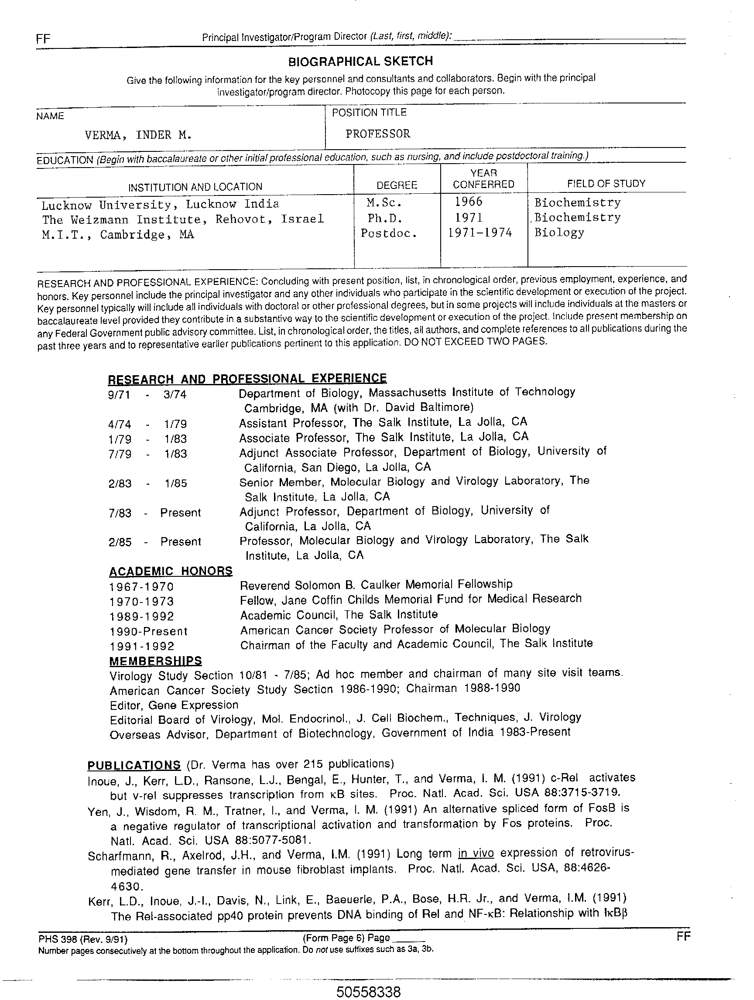 FF
Principal Investigator/Program Director (Last, first, middle):
BIOGRAPHICAL SKETCH
Give the following information for the key personnel and consultants and collaborators. Begin with the principal
investigator/program director. Photocopy this page for each person.
NAME
POSITION TITLE
VERMA, INDER M.
PROFESSOR
EDUCATION (Begin with baccalaureate or other initial professional education, such as nursing, and include postdoctoral training.)
INSTITUTION AND LOCATION DEGREE YEAR CONFERRED FIELD OF STUDY
Lucknow University, Lucknow India M.Sc. 1966 Biochemistry
The Weizmann Institute, Rehovot, Israel Ph.D. 1971 Biochemistry
M.I.T., Cambridge, MA Postdoc. 1971-1974 Biology
RESEARCH AND PROFESSIONAL EXPERIENCE: Concluding with present position, list, in chronological order, previous employment, experience, and
honors. Key personnel include the principal investigator and any other individuals who participate in the scientific development or execution of the project.
Key personnel typically will include all individuals with doctoral or other professional degrees, but in some projects will include individuals at the masters or
baccalaureate level provided they contribute in a substantive way to the scientific development or execution of the project. Include present membership on
any Federal Government public advisory committee. List, in chronological order, the titles, all authors, and complete references to all publications during the
past three years and to representative earlier publications pertinent to this application. DO NOT EXCEED TWO PAGES.
RESEARCH AND PROFESSIONAL EXPERIENCE
9/71 - 3/74 Department of Biology, Massachusetts Institute of Technology
Cambridge, MA (with Dr. David Baltimore)
4/74 - 1/79 Assistant Professor, The Salk Institute, La Jolla, CA
1/79 - 1/83 Associate Professor, The Salk Institute, La Jolla, CA
7/79 - 1/83 Adjunct Associate Professor, Department of Biology, University of
California, San Diego, La Jolla, CA
2/83 - 1/85 Senior Member, Molecular Biology and Virology Laboratory, The
Salk Institute, La Jolla, CA
7/83 - Present Adjunct Professor, Department of Biology, University of
California, La Jolla, CA
2/85 - Present Professor, Molecular Biology and Virology Laboratory, The Salk
Institute, La Jolla, CA
ACADEMIC HONORS
1967-1970 Reverend Solomon B. Caulker Memorial Fellowship
1970-1973 Fellow, Jane Coffin Childs Memorial Fund for Medical Research
1989-1992 Academic Council, The Salk Institute
1990-Present American Cancer Society Professor of Molecular Biology
1991-1992 Chairman of the Faculty and Academic Council, The Salk Institute
MEMBERSHIPS
Virology Study Section 10/81 - 7/85; Ad hoc member and chairman of many site visit teams.
American Cancer Society Study Section 1986-1990; Chairman 1988-1990
Editor, Gene Expression
Editorial Board of Virology, Mol. Endocrinol., J. Cell Biochem., Techniques, J. Virology
Overseas Advisor, Department of Biotechnology, Government of India 1983-Present
PUBLICATIONS (Dr. Verma has over 215 publications)
Inoue, J., Kerr, L.D., Ransone, L.J., Bengal, E., Hunter, T., and Verma, I. M. (1991) c-Rel activates
but v-rel suppresses transcription from κB sites. Proc. Natl. Acad. Sci. USA 88:3715-3719.
Yen, J., Wisdom, R. M., Tratner, I., and Verma, I. M. (1991) An alternative spliced form of FosB is
a negative regulator of transcriptional activation and transformation by Fos proteins. Proc.
Natl. Acad. Sci. USA 88:5077-5081.
Scharfmann, R., Axelrod, J.H., and Verma, I.M. (1991) Long term in vivo expression of retrovirus-
mediated gene transfer in mouse fibroblast implants. Proc. Natl. Acad. Sci. USA, 88:4626-
4630.
Kerr, L.D., Inoue, J.-I., Davis, N., Link, E., Baeuerle, P.A., Bose, H.R. Jr., and Verma, I.M. (1991)
The Rel-associated pp40 protein prevents DNA binding of Rel and NF-κB: Relationship with IκBβ
PHS 398 (Rev. 9/91) (Form Page 6) Page FF
Number pages consecutively at the bottom throughout the application. Do not use suffixes such as 3a, 3b.
50558338